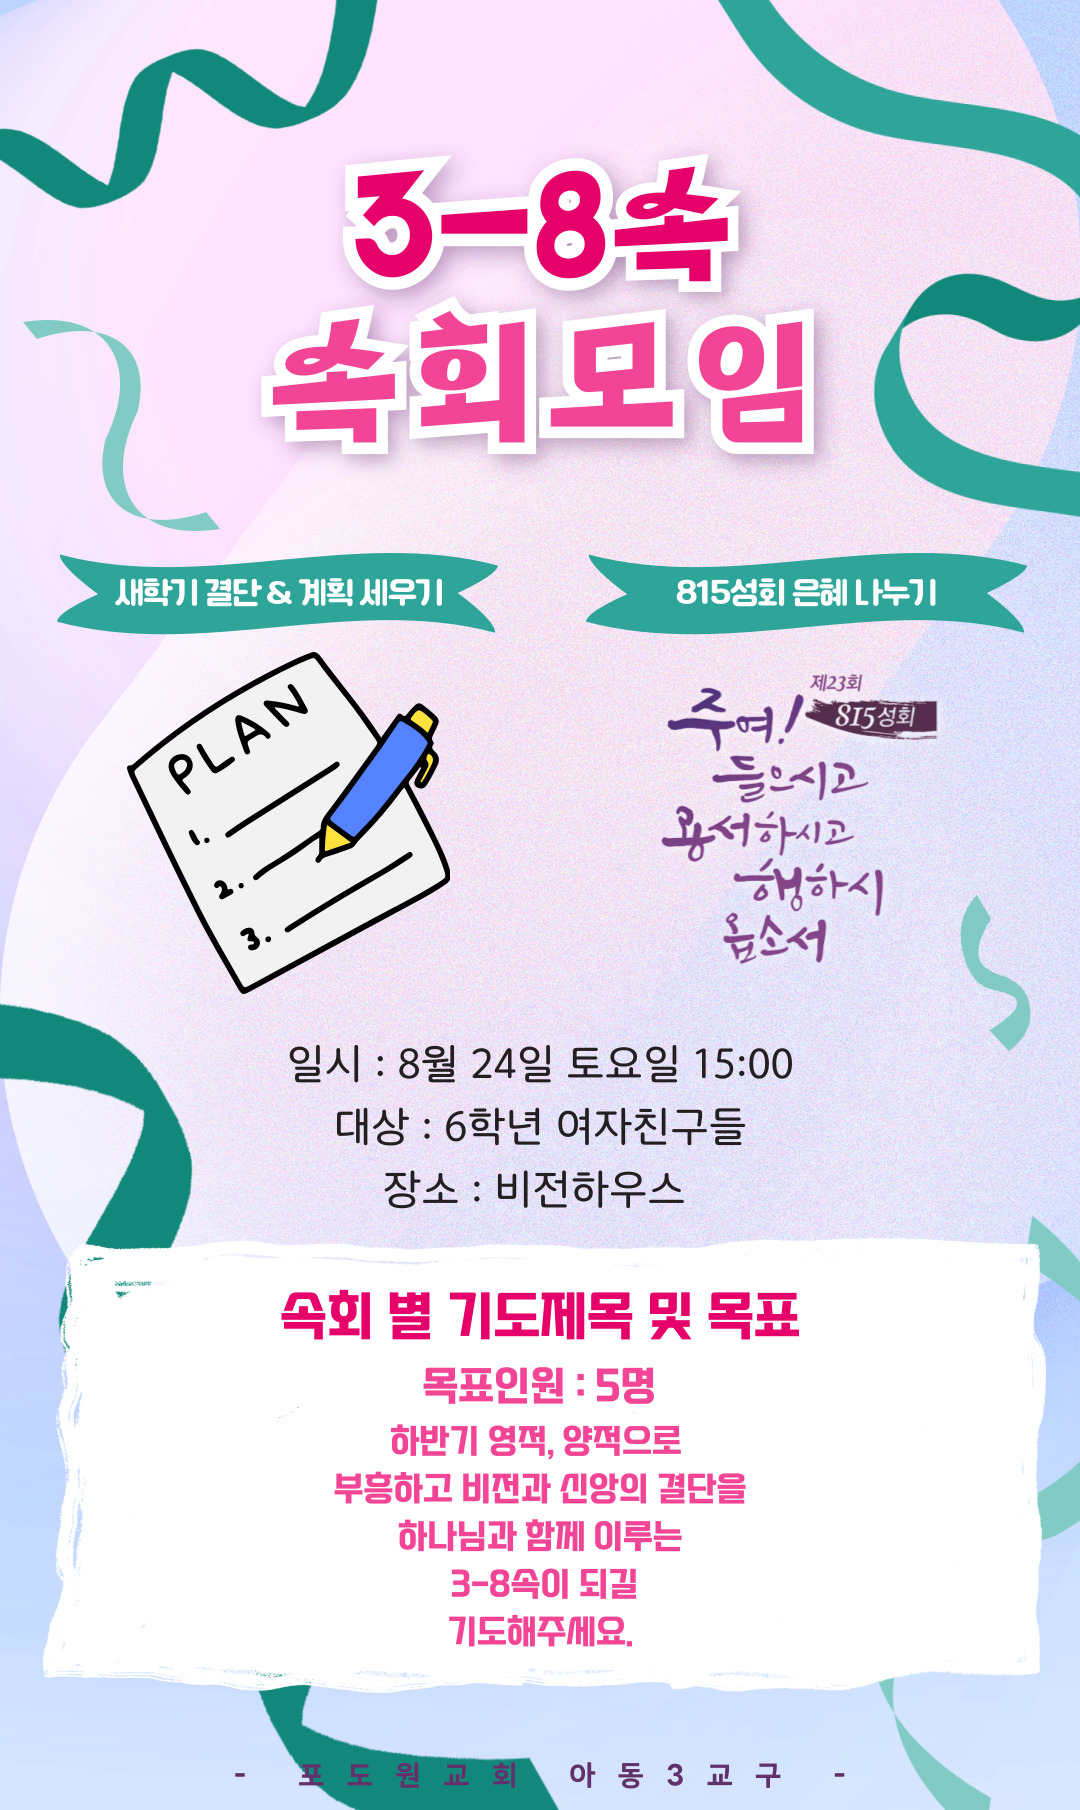 3-8속
속회모임
새학기 결단 & 계획 세우기
815성회 은혜 나누기
PLAN
1.
2.
3.
제23회
주여! 815성회
들으시고
용서하시고
행하시
옵소서
일시 : 8월 24일 토요일 15:00
대상 : 6학년 여자친구들
장소 : 비전하우스
속회 별 기도제목 및 목표
목표인원 : 5명
하반기 영적, 양적으로
부흥하고 비전과 신앙의 결단을
하나님과 함께 이루는
3-8속이 되길
기도해주세요.
- 포도원교회 아동3교구 -